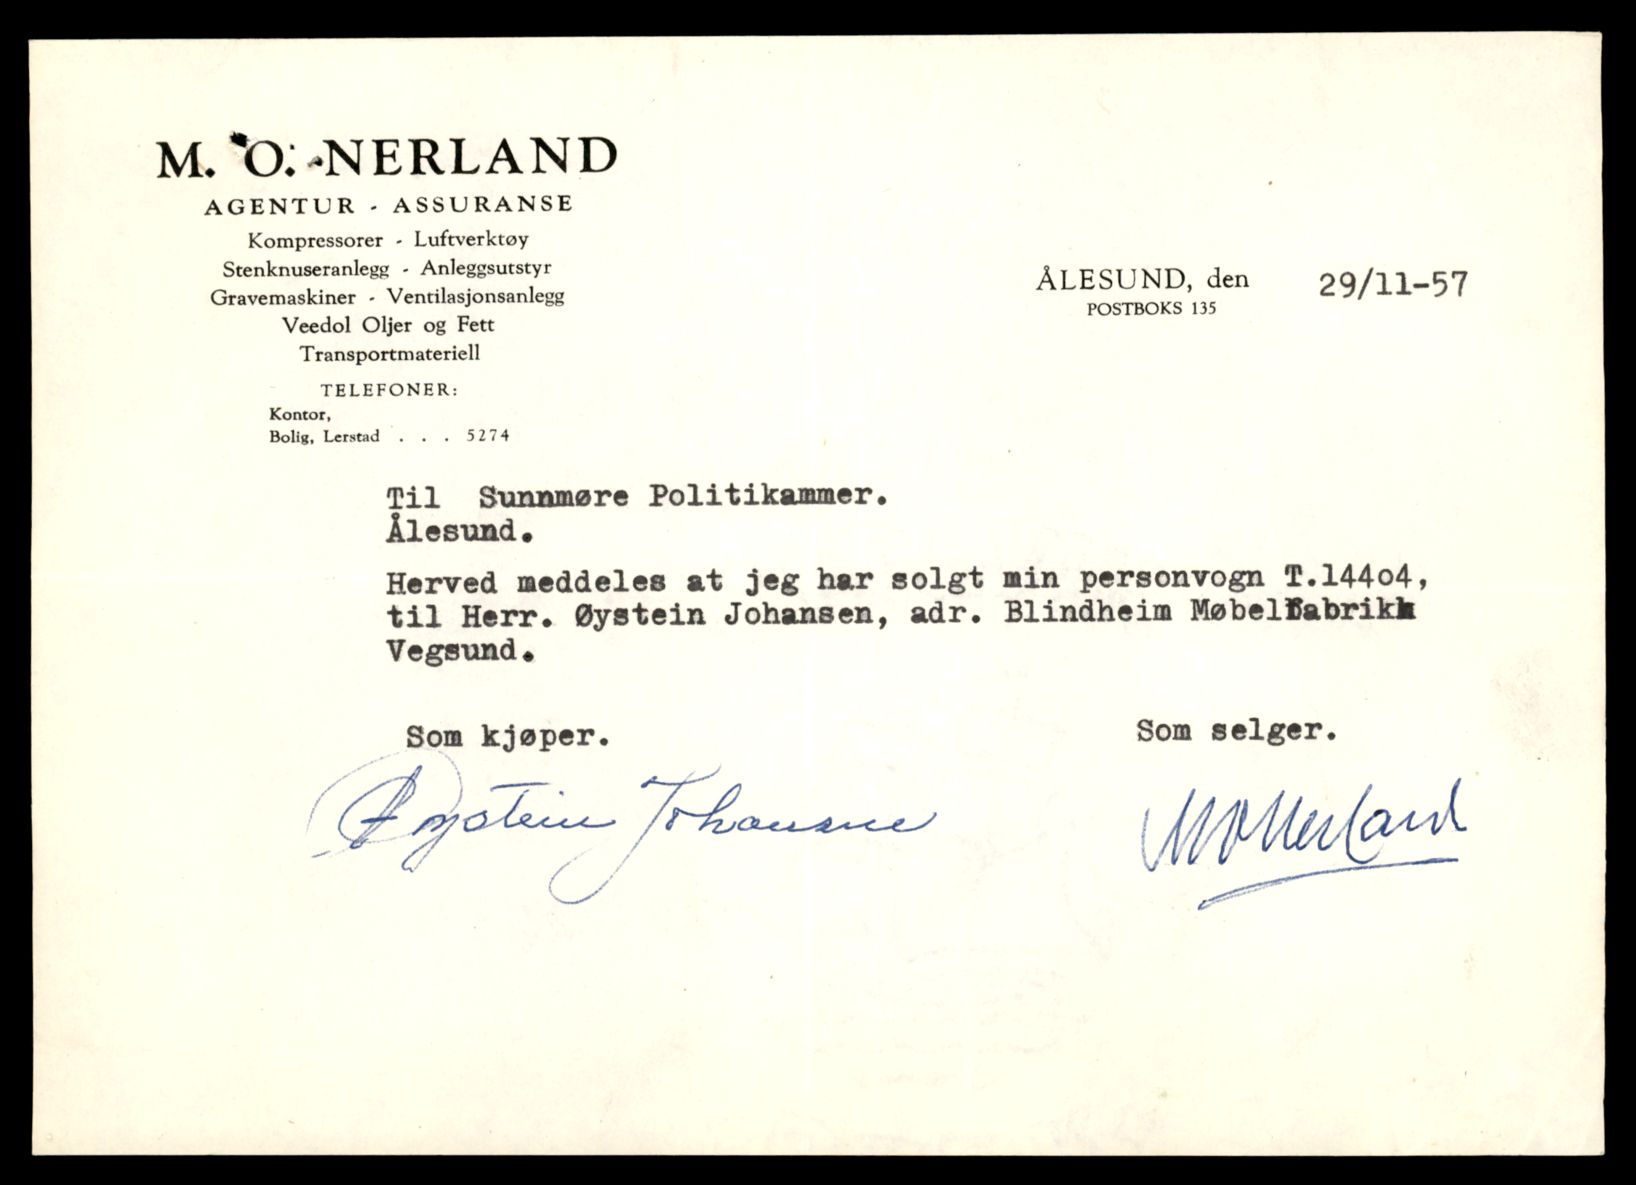 M. O. NERLAND
AGENTUR - ASSURANSE
Kompressorer - Luftverktøy
Stenknuseranlegg - Anleggsutstyr
Gravemaskiner - Ventilasjonsanlegg
Veedol Oljer og Fett
Transportmateriell
TELEFONER:
Kontor,
Bolig, Lerstad . . . 5274
ÅLESUND, den 29/11-57
POSTBOKS 135
Til Sunnmøre Politikammer.
Ålesund.
Herved meddeles at jeg har solgt min personvogn T.144o4,
til Herr. Øystein Johansen, adr. Blindheim Møbelfabrikk
Vegsund.
Som kjøper. Som selger.
Øystein Johansen M O Nerland